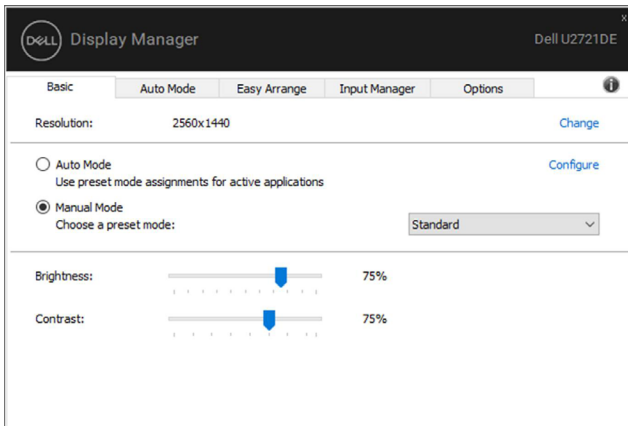 DELL Display Manager Dell U2721DE
x
Basic Auto Mode Easy Arrange Input Manager Options i
Resolution: 2560x1440 Change
Auto Mode Configure
Use preset mode assignments for active applications
Manual Mode
Choose a preset mode: Standard
Brightness: 75%
Contrast: 75%